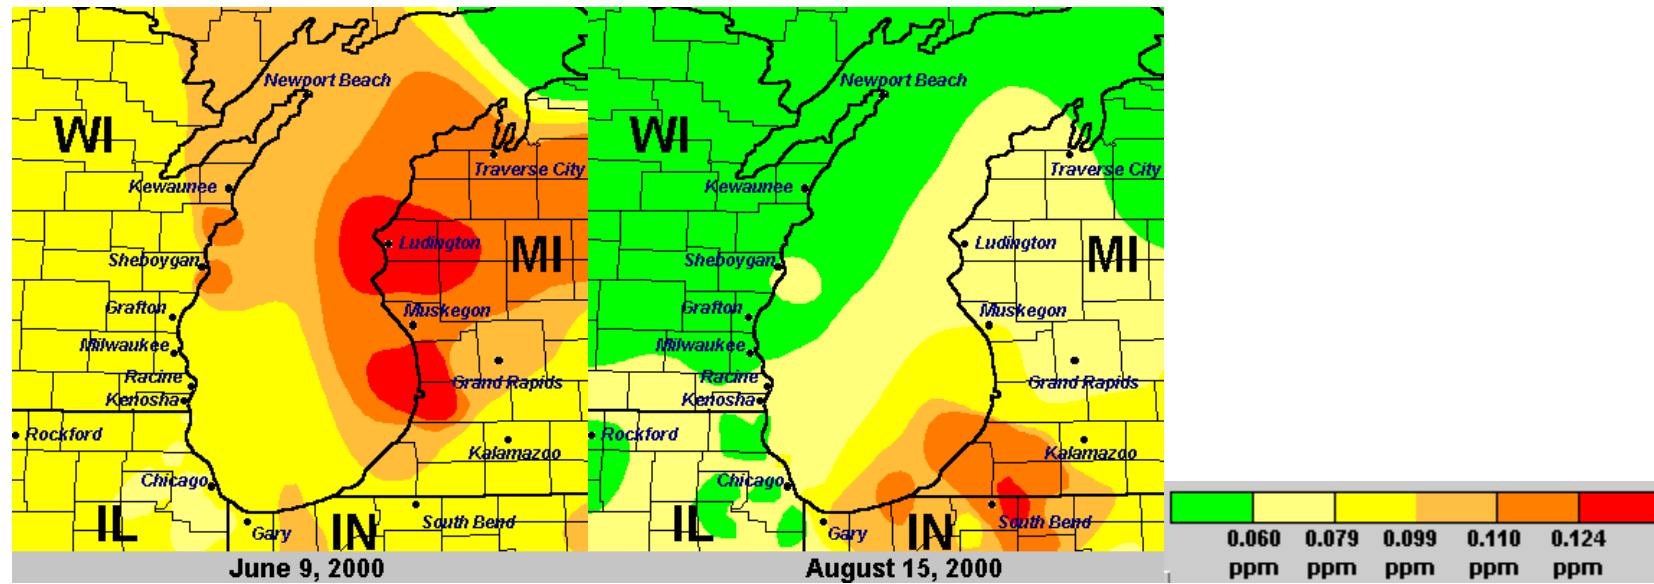 Newport Beach
WI
Traverse City
Kewaunee
Ludington
MI
Sheboygan
Grafton
Muskegon
Milwaukee
Racine
Grand Rapids
Kenosha
Rockford
Kalamazoo
Chicago
IL
Gary
IN
South Bend
June 9, 2000
Newport Beach
WI
Traverse City
Kewaunee
Ludington
MI
Sheboygan
Grafton
Muskegon
Milwaukee
Racine
Grand Rapids
Kenosha
Rockford
Kalamazoo
Chicago
IL
Gary
IN
South Bend
August 15, 2000
0.060 0.079 0.099 0.110 0.124
ppm ppm ppm ppm ppm